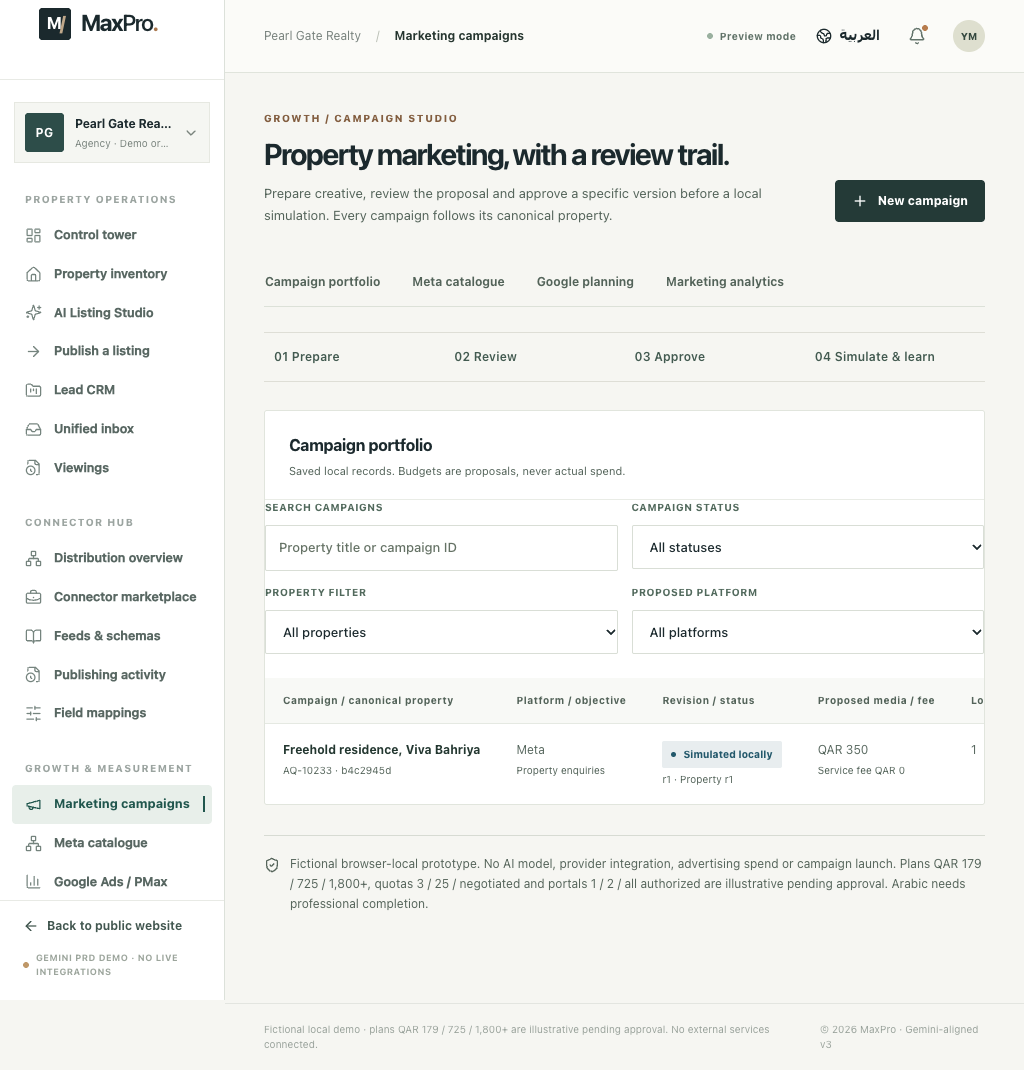 M/ MaxPro.
Pearl Gate Realty / Marketing campaigns
Preview mode
العربية
YM
PG
Pearl Gate Rea...
Agency · Demo or...
PROPERTY OPERATIONS
Control tower
Property inventory
AI Listing Studio
Publish a listing
Lead CRM
Unified inbox
Viewings
CONNECTOR HUB
Distribution overview
Connector marketplace
Feeds & schemas
Publishing activity
Field mappings
GROWTH & MEASUREMENT
Marketing campaigns
Meta catalogue
Google Ads / PMax
Back to public website
GEMINI PRD DEMO · NO LIVE
INTEGRATIONS
GROWTH / CAMPAIGN STUDIO
Property marketing, with a review trail.
Prepare creative, review the proposal and approve a specific version before a local
simulation. Every campaign follows its canonical property.
New campaign
Campaign portfolio Meta catalogue Google planning Marketing analytics
01 Prepare 02 Review 03 Approve 04 Simulate & learn
Campaign portfolio
Saved local records. Budgets are proposals, never actual spend.
SEARCH CAMPAIGNS CAMPAIGN STATUS
Property title or campaign ID All statuses
PROPERTY FILTER PROPOSED PLATFORM
All properties All platforms
Campaign / canonical property Platform / objective Revision / status Proposed media / fee Lo
Freehold residence, Viva Bahriya Meta Simulated locally QAR 350 1
AQ-10233 · b4c2945d Property enquiries r1 · Property r1 Service fee QAR 0
Fictional browser-local prototype. No AI model, provider integration, advertising spend or campaign launch. Plans QAR 179
/ 725 / 1,800+, quotas 3 / 25 / negotiated and portals 1 / 2 / all authorized are illustrative pending approval. Arabic needs
professional completion.
Fictional local demo · plans QAR 179 / 725 / 1,800+ are illustrative pending approval. No external services
connected.
© 2026 MaxPro · Gemini-aligned
v3